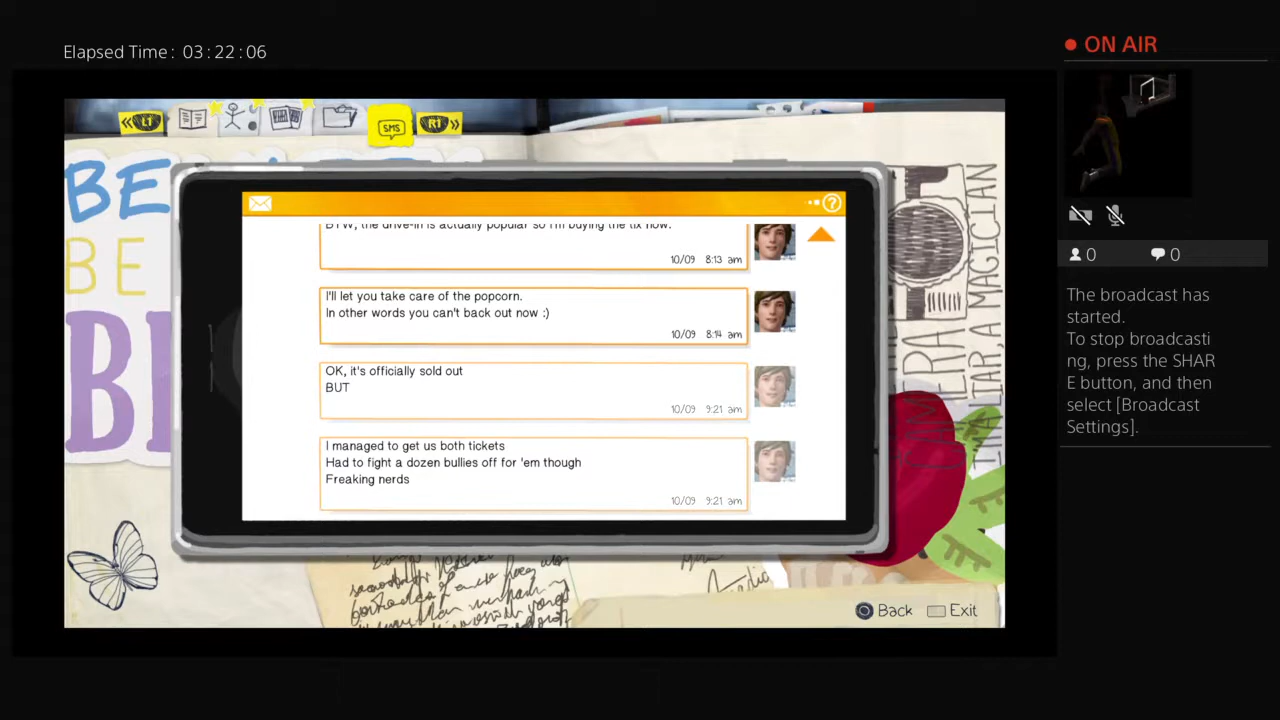 Elapsed Time: 03:22:06
ON AIR
L1
SMS
R1
BE
BE
BTW, the drive-in is actually popular so I'm buying the tix now.
10/09 8:13 am
I'll let you take care of the popcorn.
In other words you can't back out now :)
10/09 8:14 am
OK, it's officially sold out
BUT
10/09 9:21 am
I managed to get us both tickets
Had to fight a dozen bullies off for 'em though
Freaking nerds
10/09 9:21 am
A MAGICIAN
Back
Exit
0
0
The broadcast has
started.
To stop broadcasti
ng, press the SHAR
E button, and then
select [Broadcast
Settings].